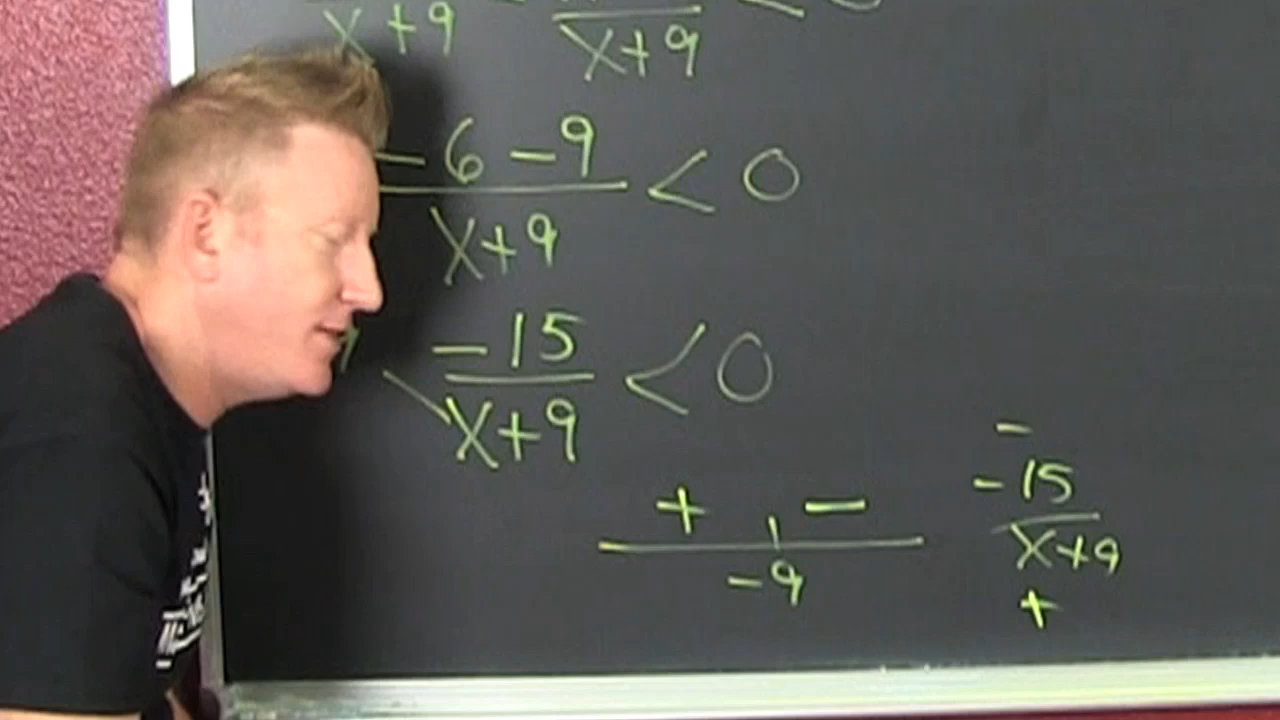 x+9 x+9 <
-6 -9 < 0
x+9
-15 < 0
x+9
-
-15
x+9
+
+ -
-9